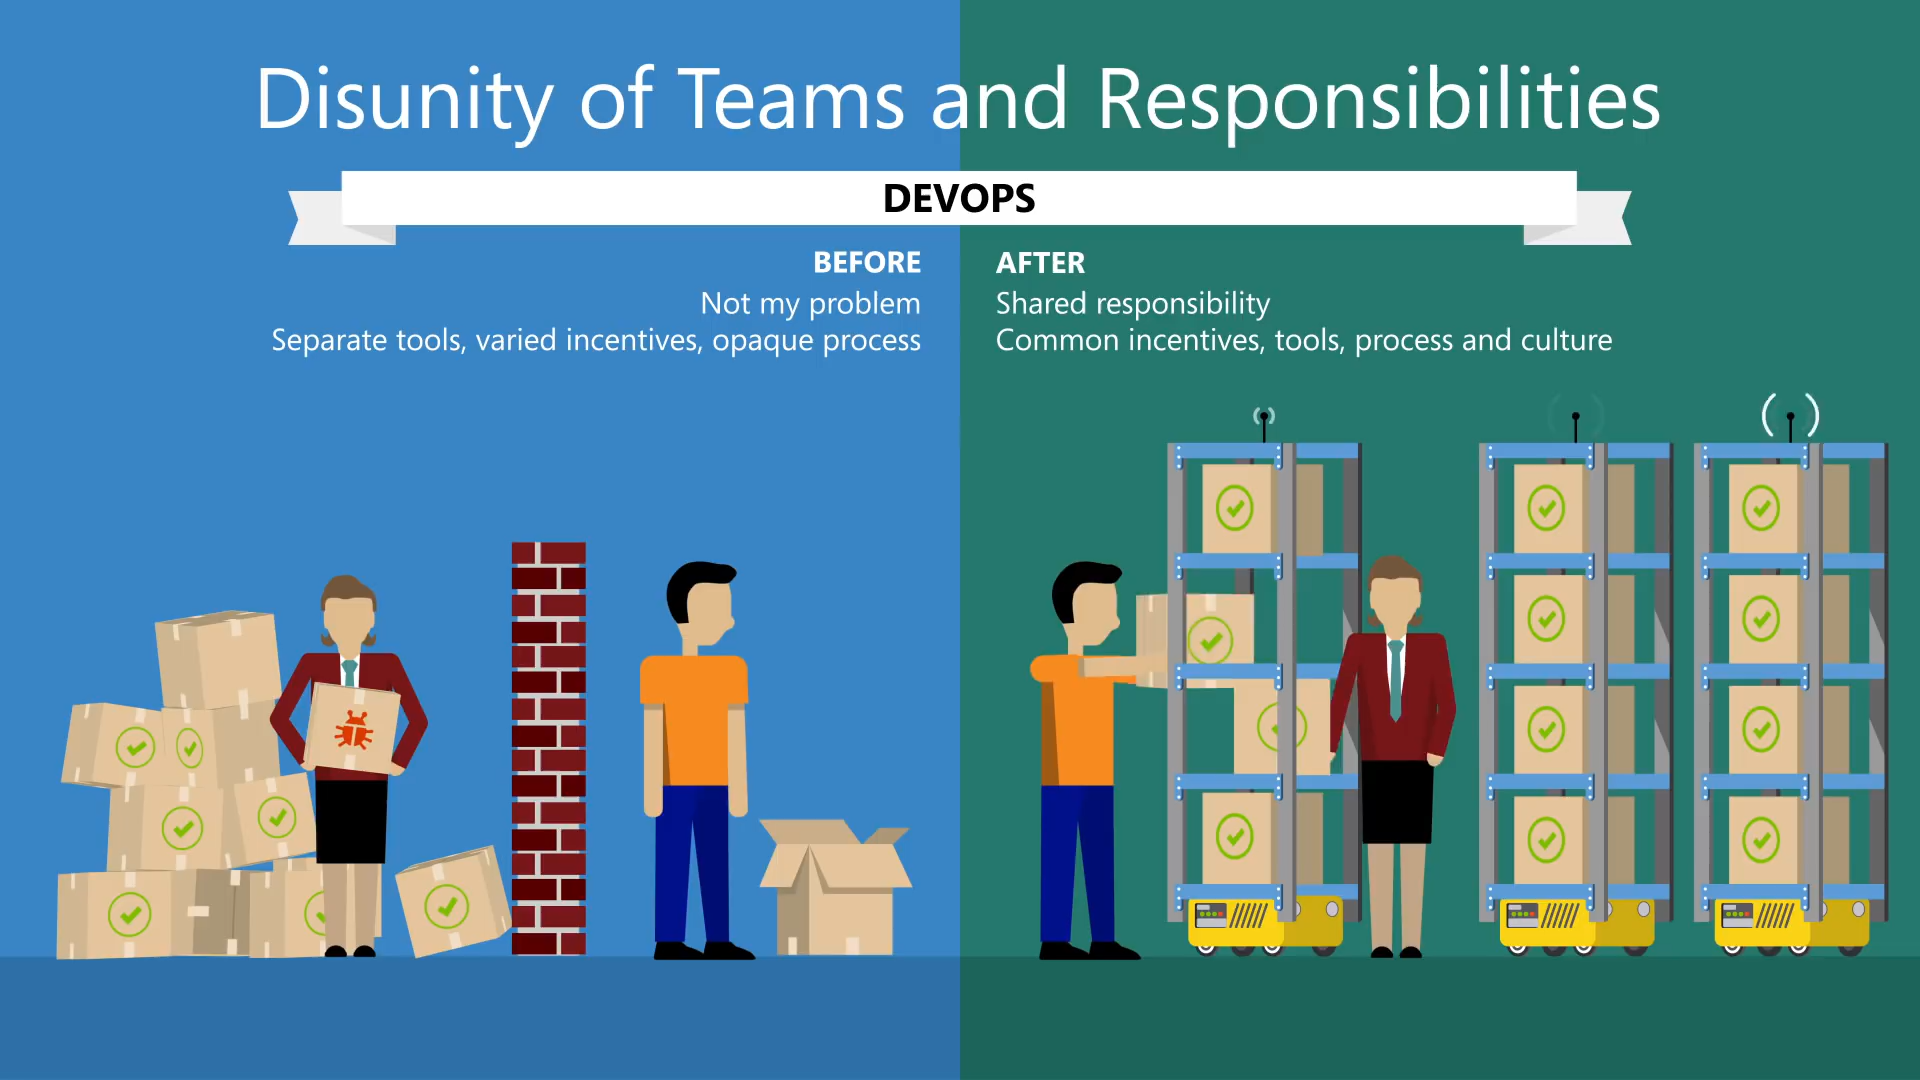 Disunity of Teams and Responsibilities
DEVOPS
BEFORE
Not my problem
Separate tools, varied incentives, opaque process
AFTER
Shared responsibility
Common incentives, tools, process and culture